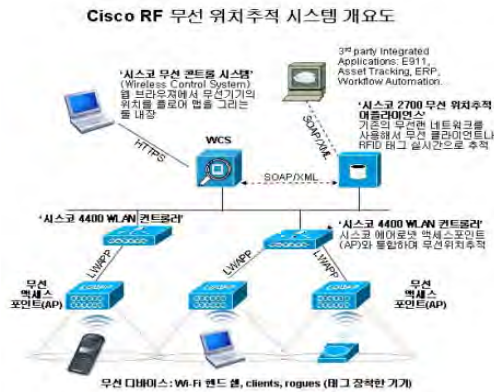 Cisco RF 무선 위치추적 시스템 개요도
3rd party Integrated
Applications: E911,
Asset Tracking, ERP,
Workflow Automation...
'시스코 무선 콘트롤 시스템'
(Wireless Control System)
웹 브라우져에서 무선기기의
위치를 플로어 맵을 그리는
툴 내장
'시스코 2700 무선 위치추적
어플라이언스'
기존의 무선랜 네트워크를
사용해서 무선 클라이언트나
RFID 태그 실시간으로 추적
HTTPS
WCS
SOAP/XML
SOAP/XML
'시스코 4400 WLAN 컨트롤러'
'시스코 4400 WLAN 컨트롤러'
시스코 에어로넷 액세스포인트
(AP)와 통합하며 무선위치추적
LWAPP
LWAPP
LWAPP
무선
액세스
포인트(AP)
무선
액세스
포인트(AP)
무선 디바이스: Wi-Fi 핸드 셑, clients, rogues (태그 장착한 기기)